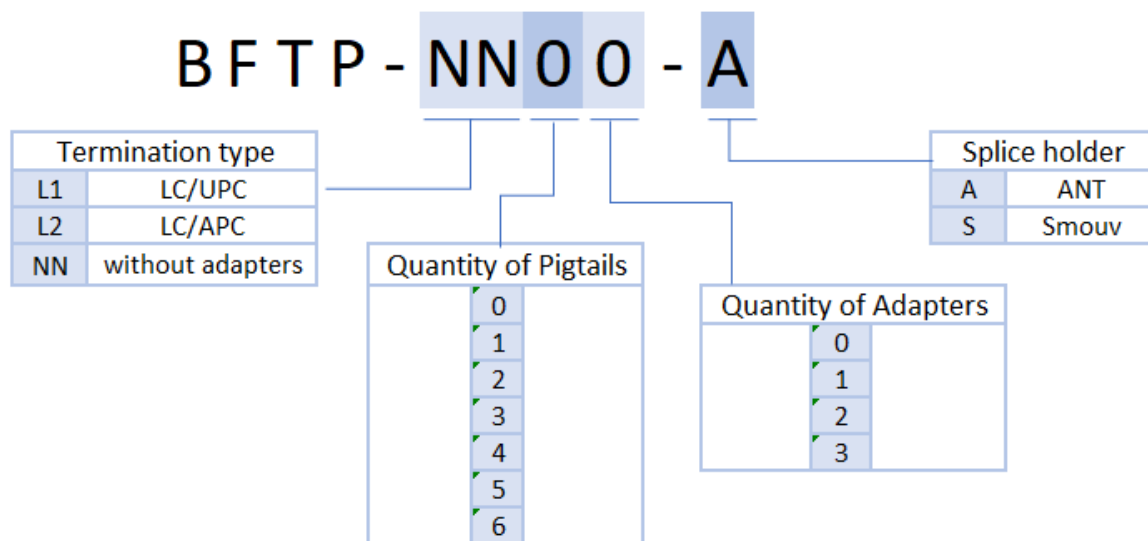 BFTP-NN00-A
Termination type
L1 LC/UPC
L2 LC/APC
NN without adapters
Quantity of Pigtails
0
1
2
3
4
5
6
Quantity of Adapters
0
1
2
3
Splice holder
A ANT
S Smouv